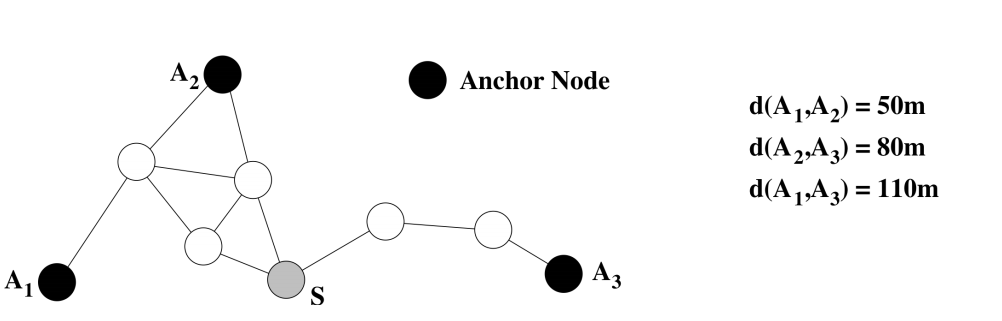 A2
Anchor Node
d(A1,A2) = 50m
d(A2,A3) = 80m
d(A1,A3) = 110m
A1
S
A3